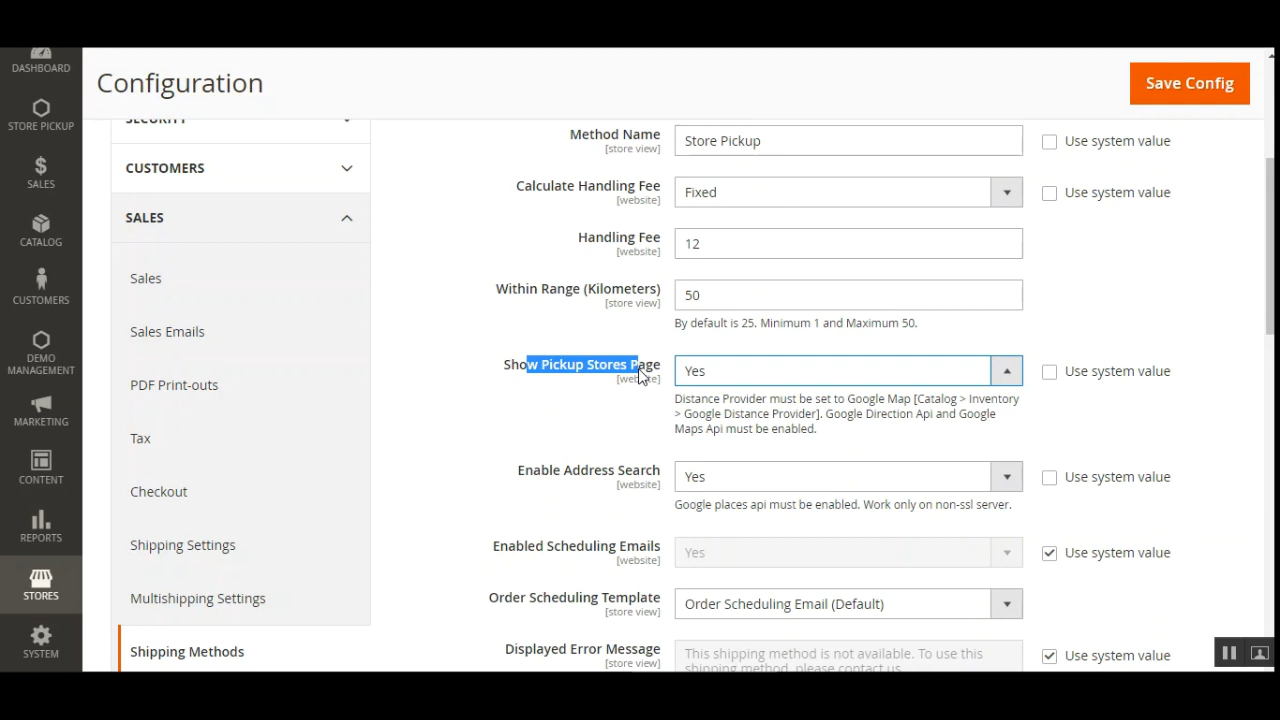 DASHBOARD
STORE PICKUP
SALES
CATALOG
CUSTOMERS
DEMO
MANAGEMENT
MARKETING
CONTENT
REPORTS
STORES
SYSTEM
Configuration
Save Config
SECURITY
CUSTOMERS
SALES
Sales
Sales Emails
PDF Print-outs
Tax
Checkout
Shipping Settings
Multishipping Settings
Shipping Methods
Method Name
[store view]
Store Pickup
Use system value
Calculate Handling Fee
[website]
Fixed
Use system value
Handling Fee
[website]
12
Within Range (Kilometers)
[store view]
50
By default is 25. Minimum 1 and Maximum 50.
Show Pickup Stores Page
[website]
Yes
Use system value
Distance Provider must be set to Google Map [Catalog > Inventory
> Google Distance Provider]. Google Direction Api and Google
Maps Api must be enabled.
Enable Address Search
[website]
Yes
Use system value
Google places api must be enabled. Work only on non-ssl server.
Enabled Scheduling Emails
[website]
Yes
Use system value
Order Scheduling Template
[store view]
Order Scheduling Email (Default)
Displayed Error Message
[store view]
This shipping method is not available. To use this
shipping method, please contact us.
Use system value